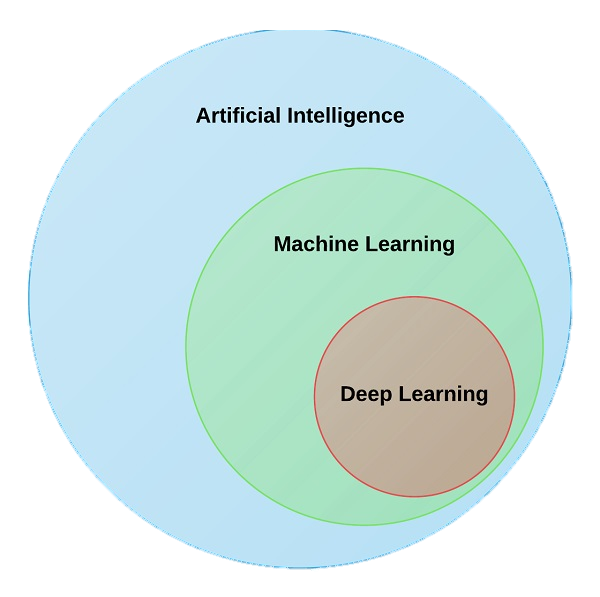 Artificial Intelligence
Machine Learning
Deep Learning